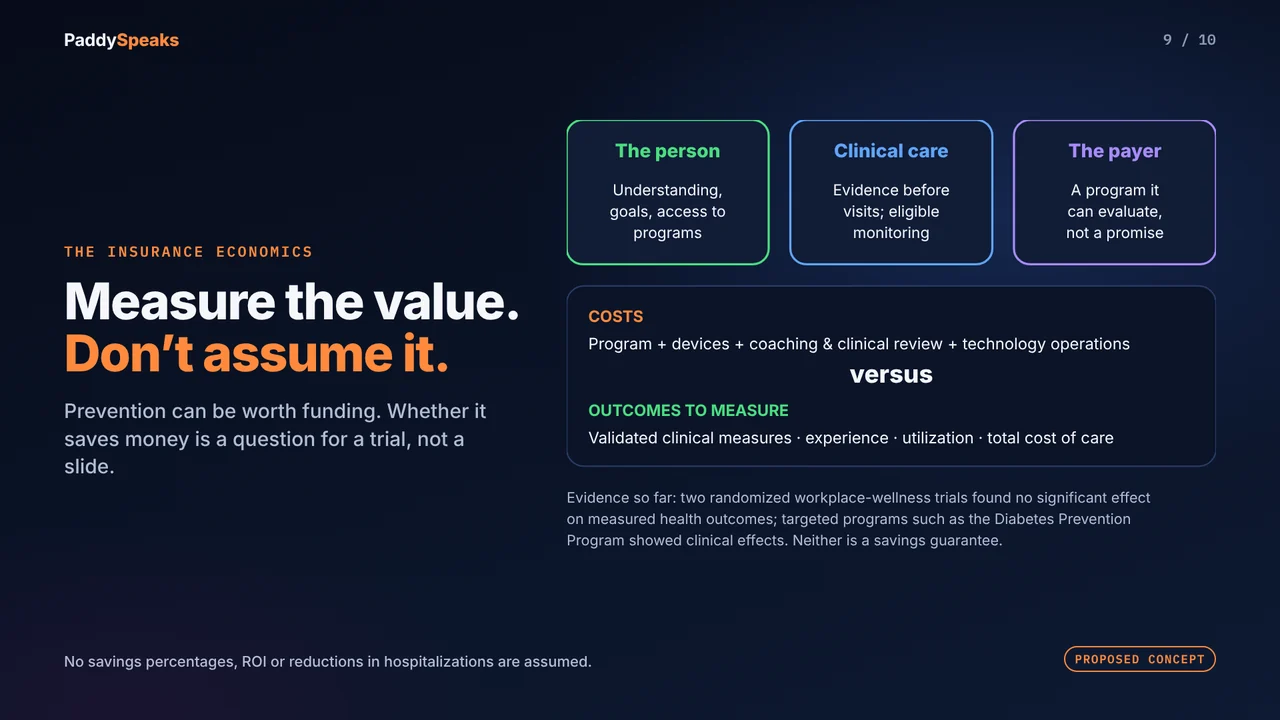 PaddySpeaks
9 / 10
THE INSURANCE ECONOMICS
Measure the value.
Don’t assume it.
Prevention can be worth funding. Whether it
saves money is a question for a trial, not a
slide.
The person
Understanding,
goals, access to
programs
Clinical care
Evidence before
visits; eligible
monitoring
The payer
A program it
can evaluate,
not a promise
COSTS
Program + devices + coaching & clinical review + technology operations
versus
OUTCOMES TO MEASURE
Validated clinical measures · experience · utilization · total cost of care
Evidence so far: two randomized workplace-wellness trials found no significant effect
on measured health outcomes; targeted programs such as the Diabetes Prevention
Program showed clinical effects. Neither is a savings guarantee.
No savings percentages, ROI or reductions in hospitalizations are assumed.
PROPOSED CONCEPT